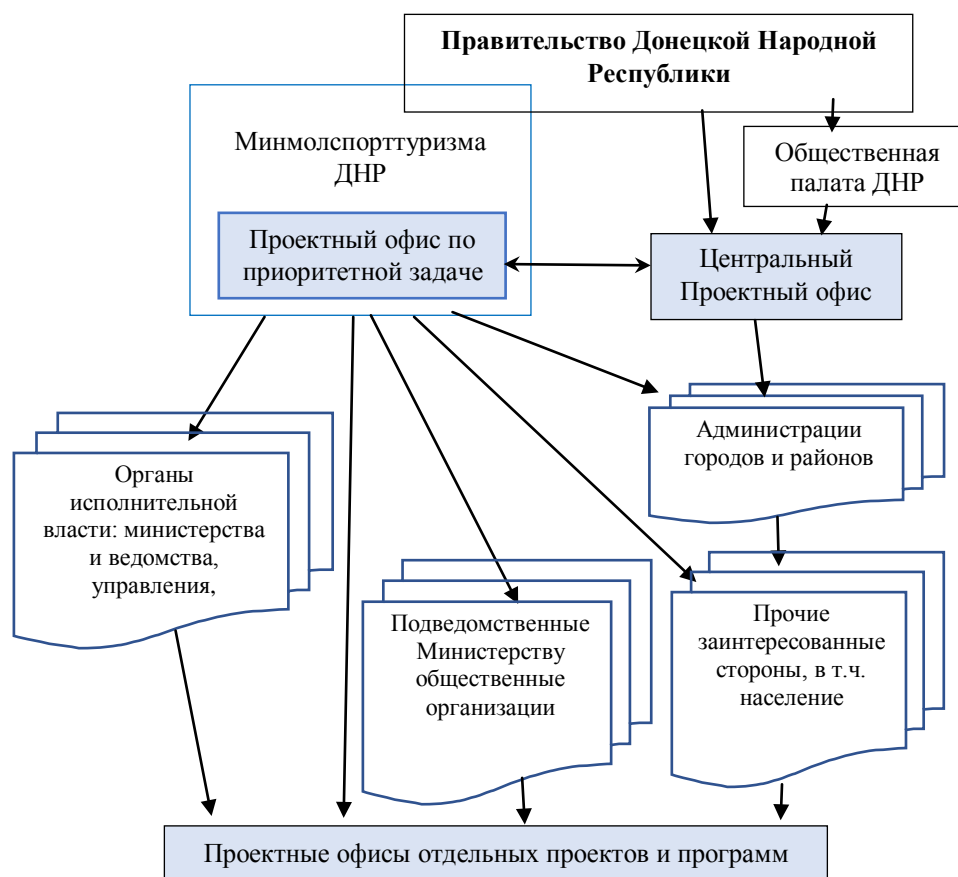 Правительство Донецкой Народной
Республики
Минмолспорттуризма
ДНР
Общественная
палата ДНР
Проектный офис по
приоритетной задаче
Центральный
Проектный офис
Администрации
городов и районов
Органы
исполнительной
власти: министерства
и ведомства,
управления,
Подведомственные
Министерству
общественные
организации
Прочие
заинтересованные
стороны, в т.ч.
население
Проектные офисы отдельных проектов и программ